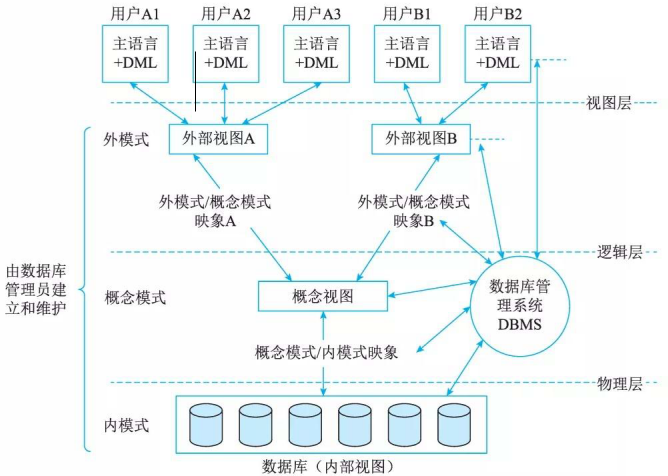 用户A1
用户A2
用户A3
用户B1
用户B2
主语言
+DML
主语言
+DML
主语言
+DML
主语言
+DML
主语言
+DML
视图层
外模式
外部视图A
外部视图B
外模式/概念模式
映象A
外模式/概念模式
映象B
逻辑层
由数据库
管理员建
立和维护
概念模式
概念视图
数据库管
理系统
DBMS
概念模式/内模式映象
物理层
内模式
数据库（内部视图）